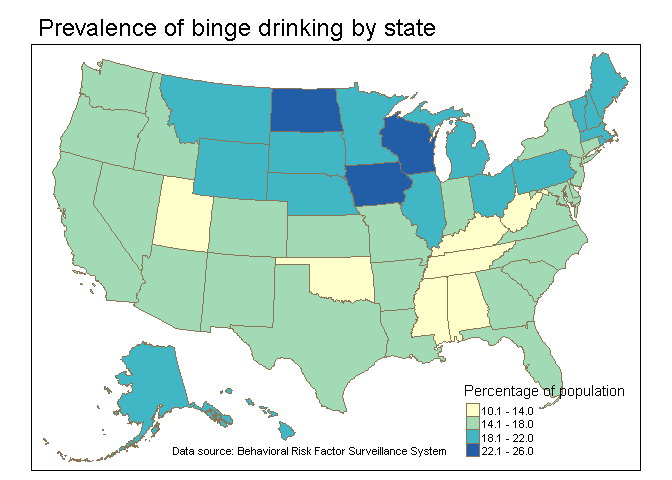 Prevalence of binge drinking by state
Percentage of population
10.1 - 14.0
14.1 - 18.0
18.1 - 22.0
22.1 - 26.0
Data source: Behavioral Risk Factor Surveillance System